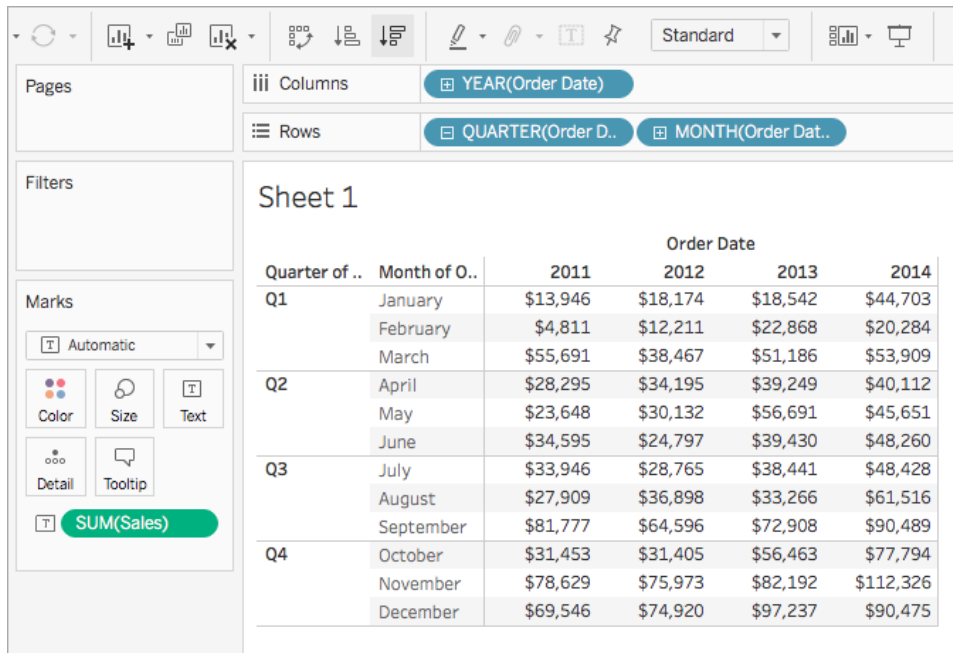 Standard
Pages
iii Columns
YEAR(Order Date)
Rows
QUARTER(Order D..
MONTH(Order Dat..
Filters
Sheet 1
Order Date
Quarter of .. Month of O.. 2011 2012 2013 2014
Q1 January $13,946 $18,174 $18,542 $44,703
February $4,811 $12,211 $22,868 $20,284
March $55,691 $38,467 $51,186 $53,909
Q2 April $28,295 $34,195 $39,249 $40,112
May $23,648 $30,132 $56,691 $45,651
June $34,595 $24,797 $39,430 $48,260
Q3 July $33,946 $28,765 $38,441 $48,428
August $27,909 $36,898 $33,266 $61,516
September $81,777 $64,596 $72,908 $90,489
Q4 October $31,453 $31,405 $56,463 $77,794
November $78,629 $75,973 $82,192 $112,326
December $69,546 $74,920 $97,237 $90,475
Marks
T Automatic
Color Size T Text
Detail Tooltip
T SUM(Sales)